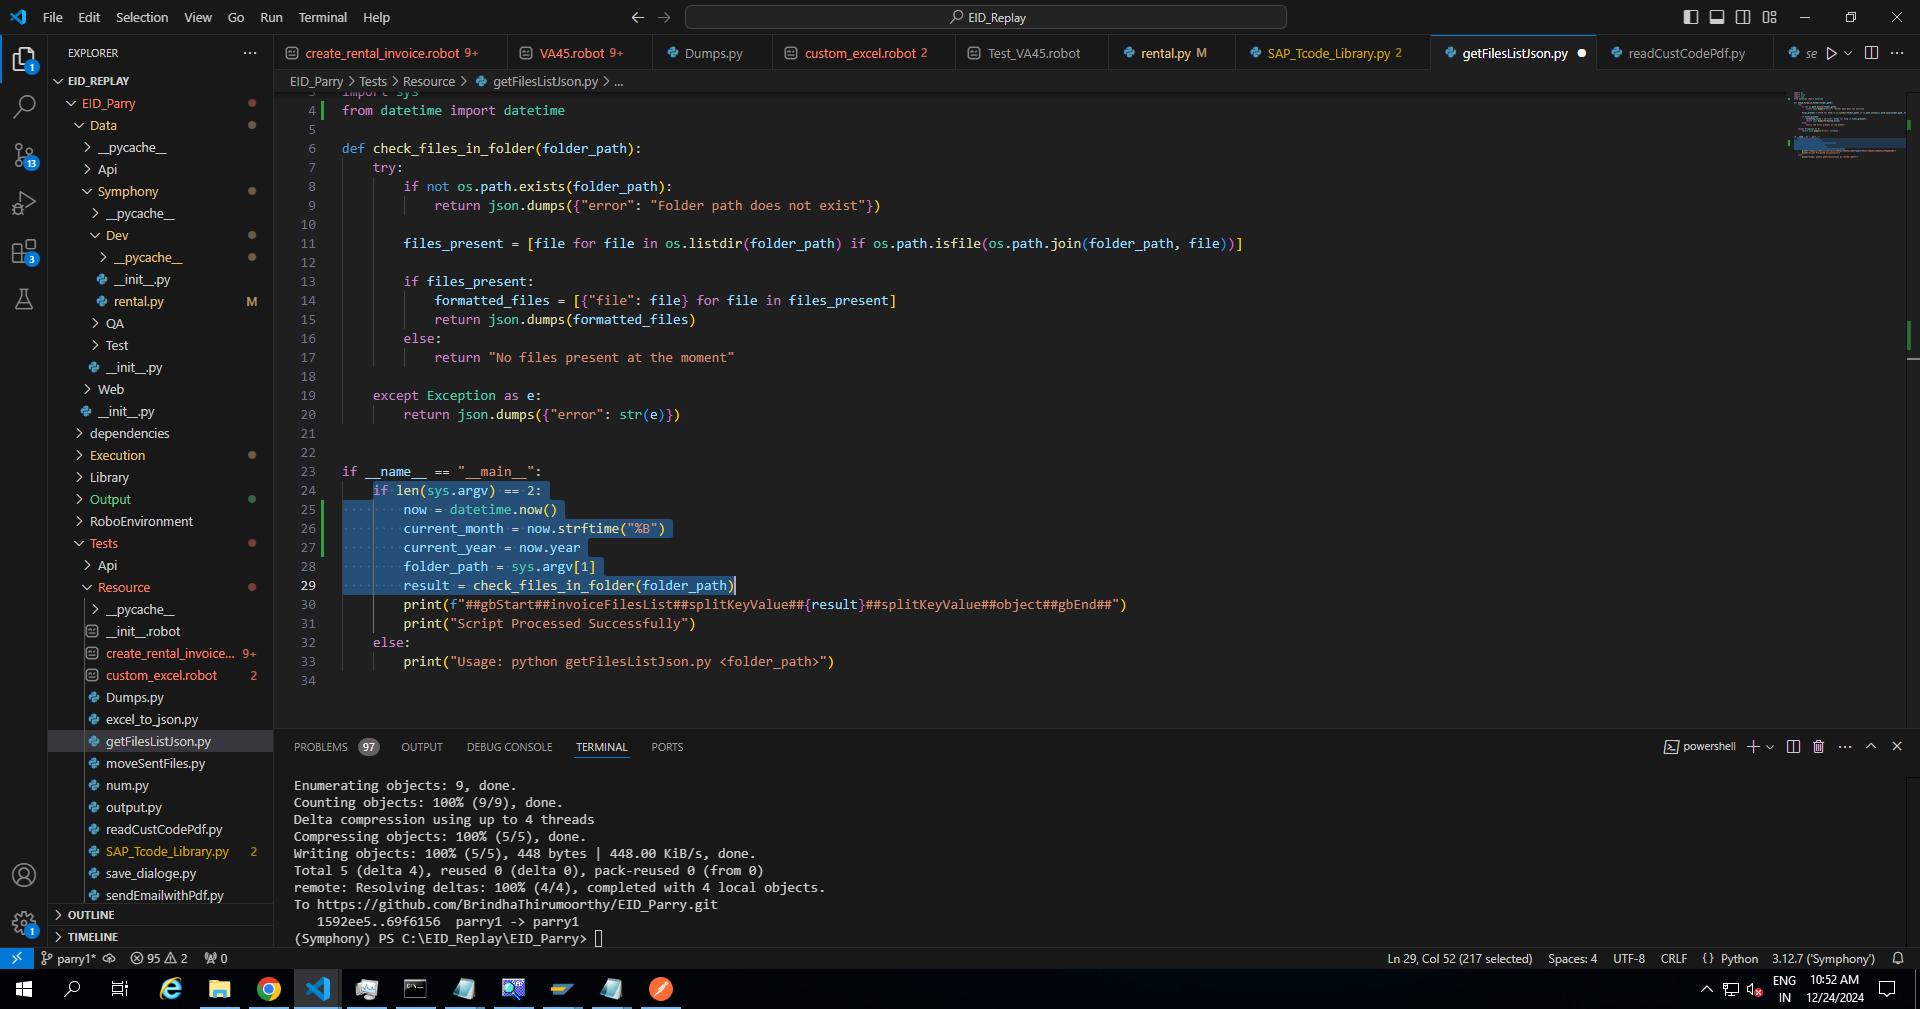 File Edit Selection View Go Run Terminal Help
EID_Replay
EXPLORER
create_rental_invoice.robot 9+
VA45.robot 9+
Dumps.py
custom_excel.robot 2
Test_VA45.robot
rental.py M
SAP_Tcode_Library.py 2
getFilesListJson.py
readCustCodePdf.py
se
EID_Parry > Tests > Resource > getFilesListJson.py > ...
1
13
3
1
EID_REPLAY
EID_Parry
Data
__pycache__
Api
Symphony
__pycache__
Dev
__pycache__
__init__.py
rental.py M
QA
Test
__init__.py
Web
__init__.py
dependencies
Execution
Library
Output
RoboEnvironment
Tests
Api
Resource
__pycache__
__init__.robot
create_rental_invoice... 9+
custom_excel.robot 2
Dumps.py
excel_to_json.py
getFilesListJson.py
moveSentFiles.py
num.py
output.py
readCustCodePdf.py
SAP_Tcode_Library.py 2
save_dialoge.py
sendEmailwithPdf.py
OUTLINE
TIMELINE
3 import sys
4 from datetime import datetime
5
6 def check_files_in_folder(folder_path):
7 try:
8 if not os.path.exists(folder_path):
9 return json.dumps({"error": "Folder path does not exist"})
10
11 files_present = [file for file in os.listdir(folder_path) if os.path.isfile(os.path.join(folder_path, file))]
12
13 if files_present:
14 formatted_files = [{"file": file} for file in files_present]
15 return json.dumps(formatted_files)
16 else:
17 return "No files present at the moment"
18
19 except Exception as e:
20 return json.dumps({"error": str(e)})
21
22
23 if __name__ == "__main__":
24 if len(sys.argv) == 2:
25 now = datetime.now()
26 current_month = now.strftime("%B")
27 current_year = now.year
28 folder_path = sys.argv[1]
29 result = check_files_in_folder(folder_path)
30 print(f"##gbStart##invoiceFilesList##splitKeyValue##{result}##splitKeyValue##object##gbEnd##")
31 print("Script Processed Successfully")
32 else:
33 print("Usage: python getFilesListJson.py <folder_path>")
34
PROBLEMS 97 OUTPUT DEBUG CONSOLE TERMINAL PORTS
powershell
Enumerating objects: 9, done.
Counting objects: 100% (9/9), done.
Delta compression using up to 4 threads
Compressing objects: 100% (5/5), done.
Writing objects: 100% (5/5), 448 bytes | 448.00 KiB/s, done.
Total 5 (delta 4), reused 0 (delta 0), pack-reused 0 (from 0)
remote: Resolving deltas: 100% (4/4), completed with 4 local objects.
To https://github.com/BrindhaThirumoorthy/EID_Parry.git
1592ee5..69f6156 parry1 -> parry1
(Symphony) PS C:\EID_Replay\EID_Parry>
parry1* 95 2 0
Ln 29, Col 52 (217 selected) Spaces: 4 UTF-8 CRLF {} Python 3.12.7 ('Symphony')
ENG
IN
10:52 AM
12/24/2024